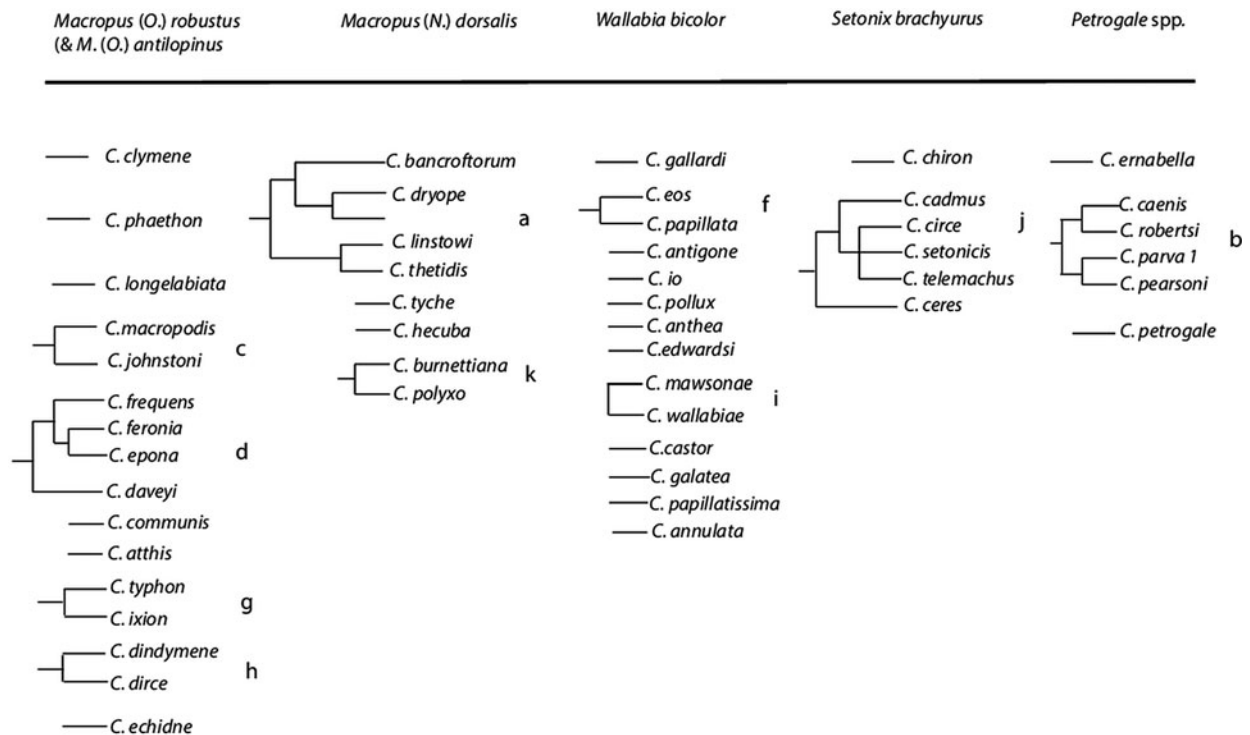 Macropus (O.) robustus
(& M. (O.) antilopinus
Macropus (N.) dorsalis
Wallabia bicolor
Setonix brachyurus
Petrogale spp.
C. clymene
C. phaethon
C. longelabiata
C.macropodis
C. johnstoni
c
C. frequens
C. feronia
C. epona
d
C. daveyi
C. communis
C. atthis
C. typhon
C. ixion
g
C. dindymene
C. dirce
h
C. echidne
C. bancroftorum
C. dryope
a
C. linstowi
C. thetidis
C. tyche
C. hecuba
C. burnettiana
C. polyxo
k
C. gallardi
C. eos
f
C. papillata
C. antigone
C. io
C. pollux
C. anthea
C.edwardsi
C. mawsonae
i
C. wallabiae
C.castor
C. galatea
C. papillatissima
C. annulata
C. chiron
C. cadmus
C. circe
j
C. setonicis
C. telemachus
C. ceres
C. ernabella
C. caenis
C. robertsi
b
C. parva 1
C. pearsoni
C. petrogale